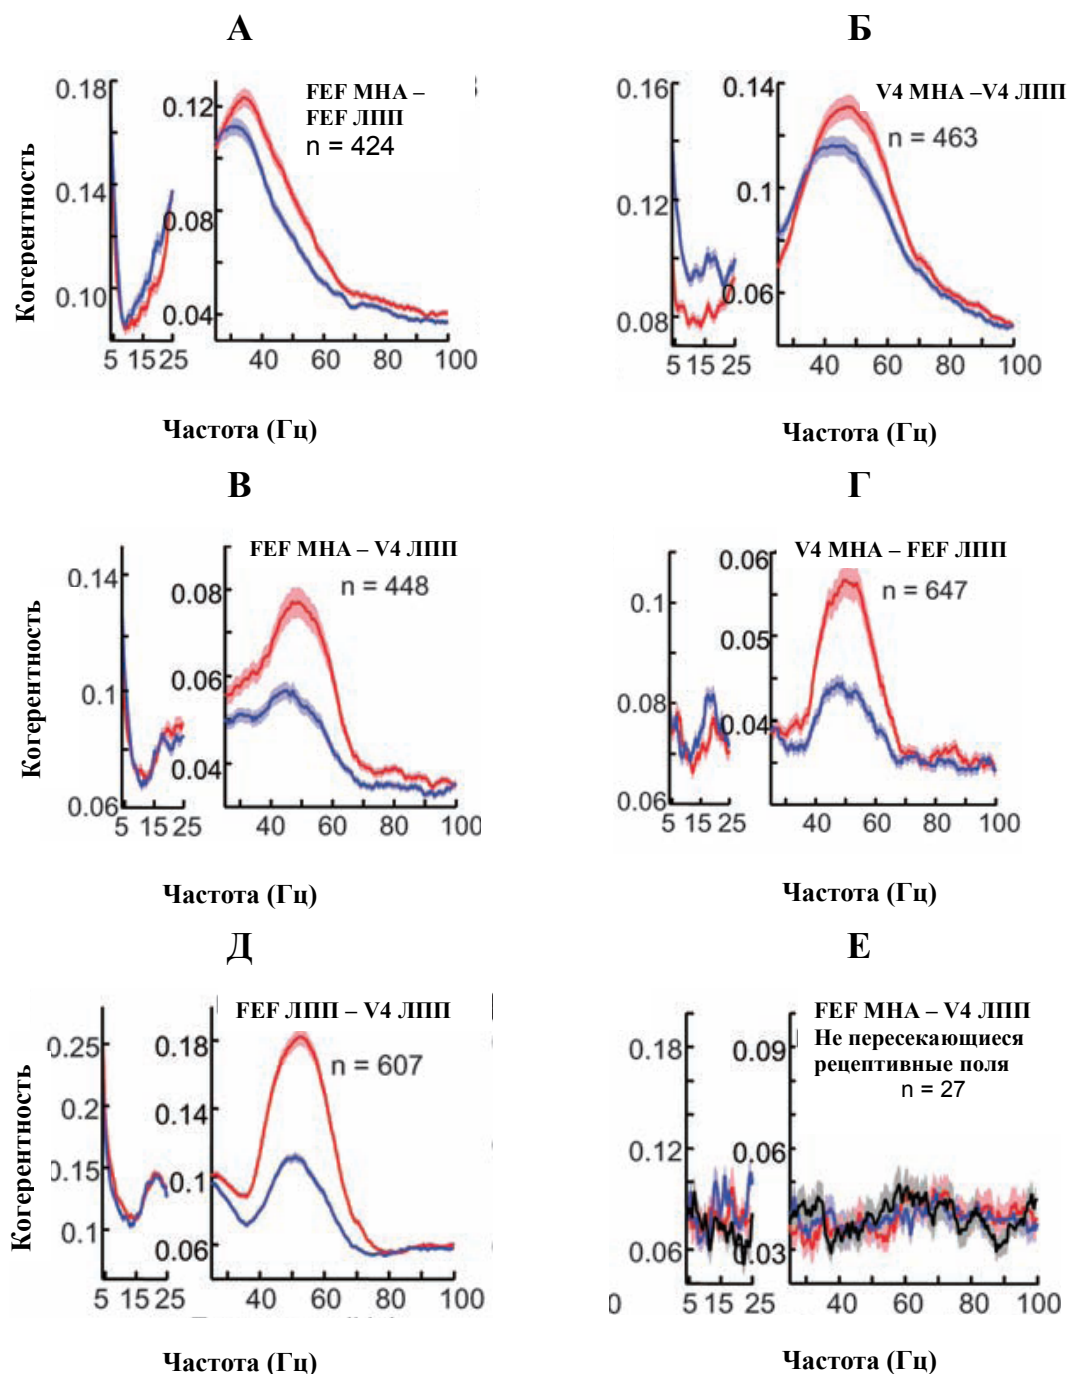 А
0.18
0.14
0.10
5 15 25
0.12
0.08
0.04
40 60 80 100
FEF МНА –
FEF ЛПП
n = 424
Когерентность
Частота (Гц)
Б
0.16
0.12
0.08
5 15 25
0.14
0.1
0.06
40 60 80 100
V4 МНА –V4 ЛПП
n = 463
Частота (Гц)
В
0.14
0.1
0.06
5 15 25
0.08
0.06
0.04
40 60 80 100
FEF МНА – V4 ЛПП
n = 448
Когерентность
Частота (Гц)
Г
0.1
0.08
0.06
5 15 25
0.06
0.05
0.04
40 60 80 100
V4 МНА – FEF ЛПП
n = 647
Частота (Гц)
Д
0.25
0.2
0.15
0.1
5 15 25
0.18
0.14
0.1
0.06
40 60 80 100
FEF ЛПП – V4 ЛПП
n = 607
Когерентность
Частота (Гц)
Е
0.18
0.12
0.06
0
5 15 25
0.09
0.06
0.03
40 60 80 100
FEF МНА – V4 ЛПП
Не пересекающиеся
рецептивные поля
n = 27
Частота (Гц)